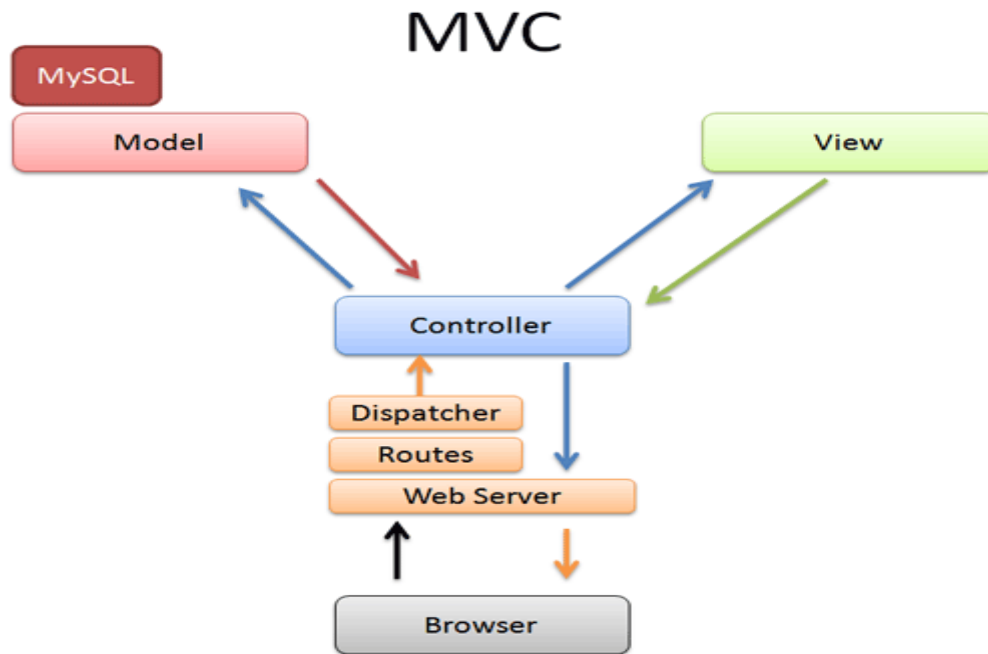 MVC
MySQL
Model
View
Controller
Dispatcher
Routes
Web Server
Browser